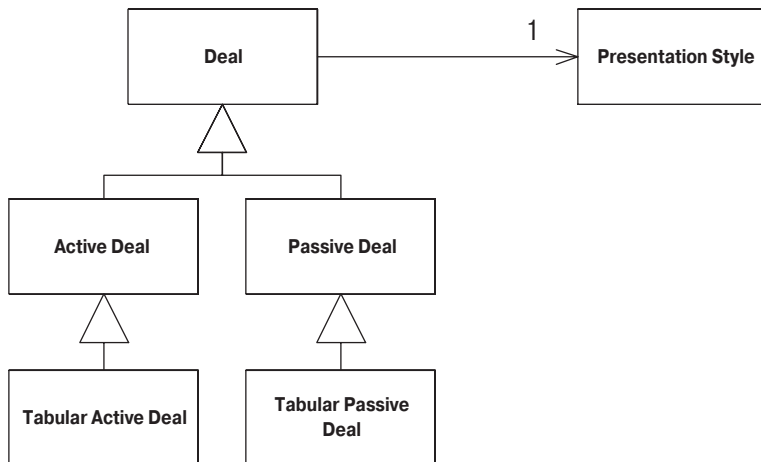 Deal
1
Presentation Style
Active Deal
Passive Deal
Tabular Active Deal
Tabular Passive
Deal